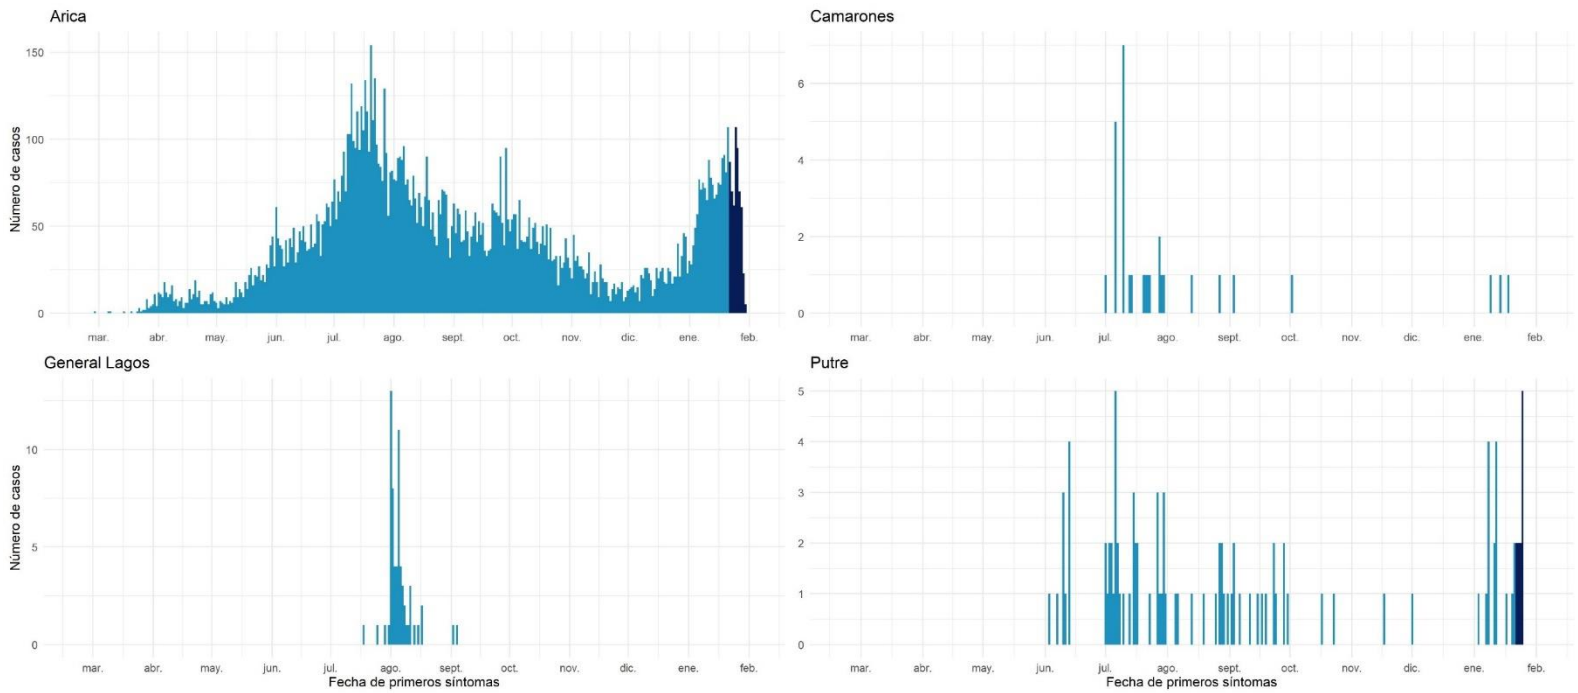 Arica
Número de casos
150
100
50
0
mar. abr. may. jun. jul. ago. sept. oct. nov. dic. ene. feb.
Camarones
6
4
2
0
mar. abr. may. jun. jul. ago. sept. oct. nov. dic. ene. feb.
General Lagos
Número de casos
10
5
0
mar. abr. may. jun. jul. ago. sept. oct. nov. dic. ene. feb.
Fecha de primeros síntomas
Putre
5
4
3
2
1
0
mar. abr. may. jun. jul. ago. sept. oct. nov. dic. ene. feb.
Fecha de primeros síntomas